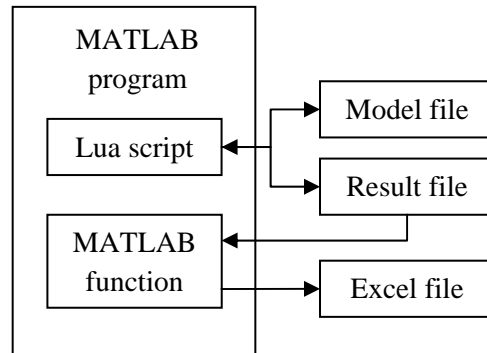 MATLAB
program
Lua script
MATLAB
function
Model file
Result file
Excel file